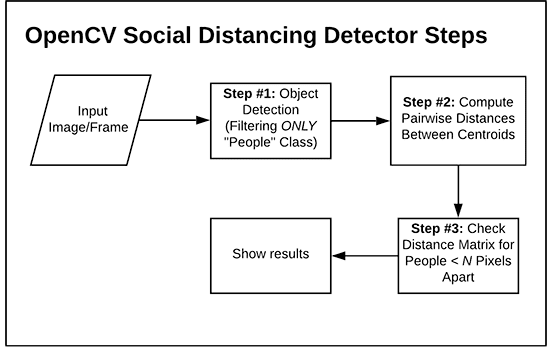 OpenCV Social Distancing Detector Steps
Input
Image/Frame
Step #1: Object
Detection
(Filtering ONLY
"People" Class)
Step #2: Compute
Pairwise Distances
Between Centroids
Step #3: Check
Distance Matrix for
People < N Pixels
Apart
Show results